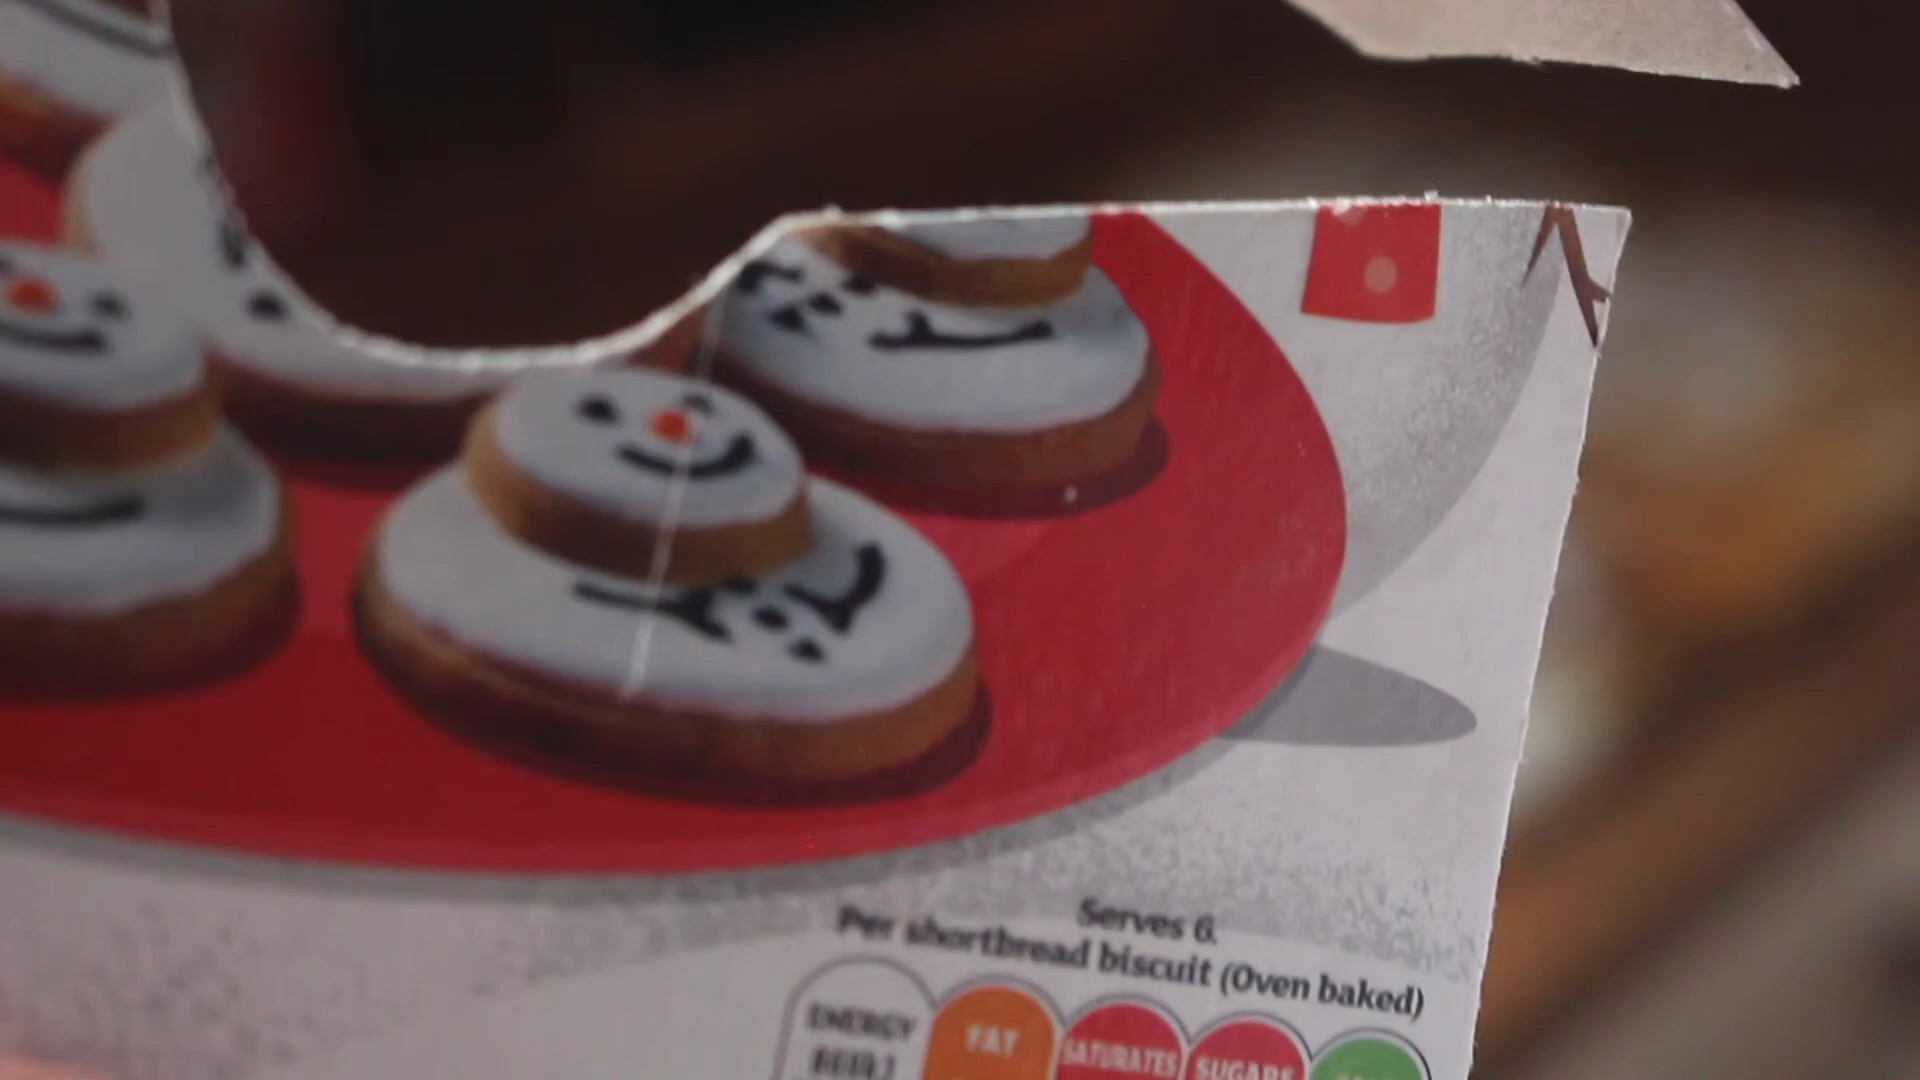 Serves 6.
Per shortbread biscuit (Oven baked)
ENERGY FAT SATURATES SUGARS